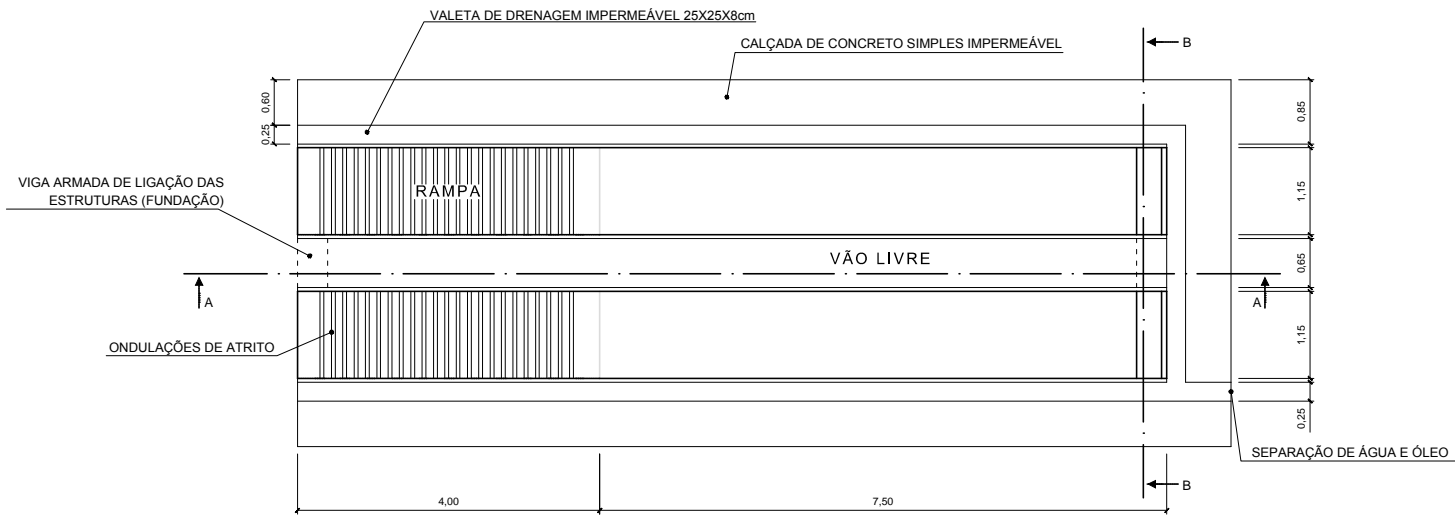 VALETA DE DRENAGEM IMPERMEÁVEL 25X25X8cm
B
CALÇADA DE CONCRETO SIMPLES IMPERMEÁVEL
0,60
0,85
0,25
VIGA ARMADA DE LIGAÇÃO DAS
ESTRUTURAS (FUNDAÇÃO)
RAMPA
1,15
VÃO LIVRE
0,65
A
A
ONDULAÇÕES DE ATRITO
1,15
0,25
SEPARAÇÃO DE ÁGUA E ÓLEO
B
4,00
7,50